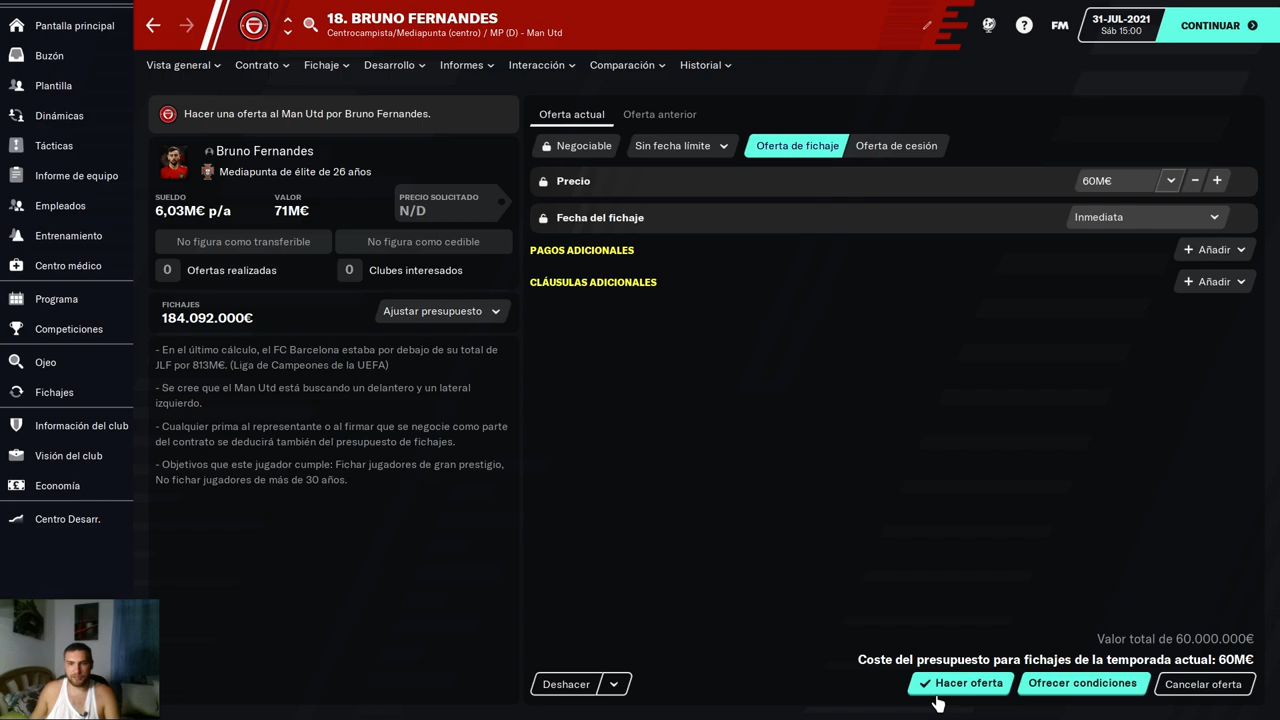 Pantalla principal
Buzón
Plantilla
Dinámicas
Tácticas
Informe de equipo
Empleados
Entrenamiento
Centro médico
Programa
Competiciones
Ojeo
Fichajes
Información del club
Visión del club
Economía
Centro Desarr.
18. BRUNO FERNANDES
Centrocampista/Mediapunta (centro) / MP (D) - Man Utd
FM
31-JUL-2021
Sáb 15:00
CONTINUAR
Vista general
Contrato
Fichaje
Desarrollo
Informes
Interacción
Comparación
Historial
Hacer una oferta al Man Utd por Bruno Fernandes.
Bruno Fernandes
Mediapunta de élite de 26 años
SUELDO
6,03M€ p/a
VALOR
71M€
PRECIO SOLICITADO
N/D
No figura como transferible
No figura como cedible
0 Ofertas realizadas
0 Clubes interesados
FICHAJES
184.092.000€
Ajustar presupuesto
- En el último cálculo, el FC Barcelona estaba por debajo de su total de
JLF por 813M€. (Liga de Campeones de la UEFA)
- Se cree que el Man Utd está buscando un delantero y un lateral
izquierdo.
- Cualquier prima al representante o al firmar que se negocie como parte
del contrato se deducirá también del presupuesto de fichajes.
- Objetivos que este jugador cumple: Fichar jugadores de gran prestigio,
No fichar jugadores de más de 30 años.
Oferta actual
Oferta anterior
Negociable
Sin fecha límite
Oferta de fichaje
Oferta de cesión
Precio
60M€
Fecha del fichaje
Inmediata
PAGOS ADICIONALES
+ Añadir
CLÁUSULAS ADICIONALES
+ Añadir
Valor total de 60.000.000€
Coste del presupuesto para fichajes de la temporada actual: 60M€
Deshacer
Hacer oferta
Ofrecer condiciones
Cancelar oferta